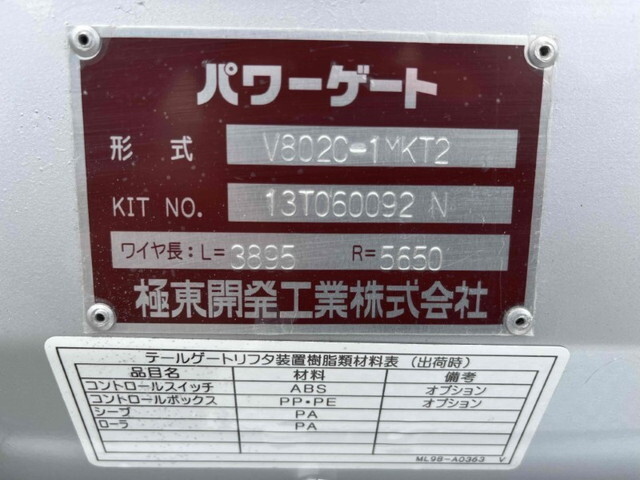 パワーゲート
形式 V802C-1MKT2
KIT NO. 13T060092 N
ワイヤ長：L= 3895 R= 5650
極東開発工業株式会社
テールゲートリフタ装置樹脂類材料表（出荷時）
品目名 材料 備考
コントロールスイッチ ABS オプション
コントロールボックス PP・PE オプション
シーブ PA
ローラ PA
ML98-A0363 V